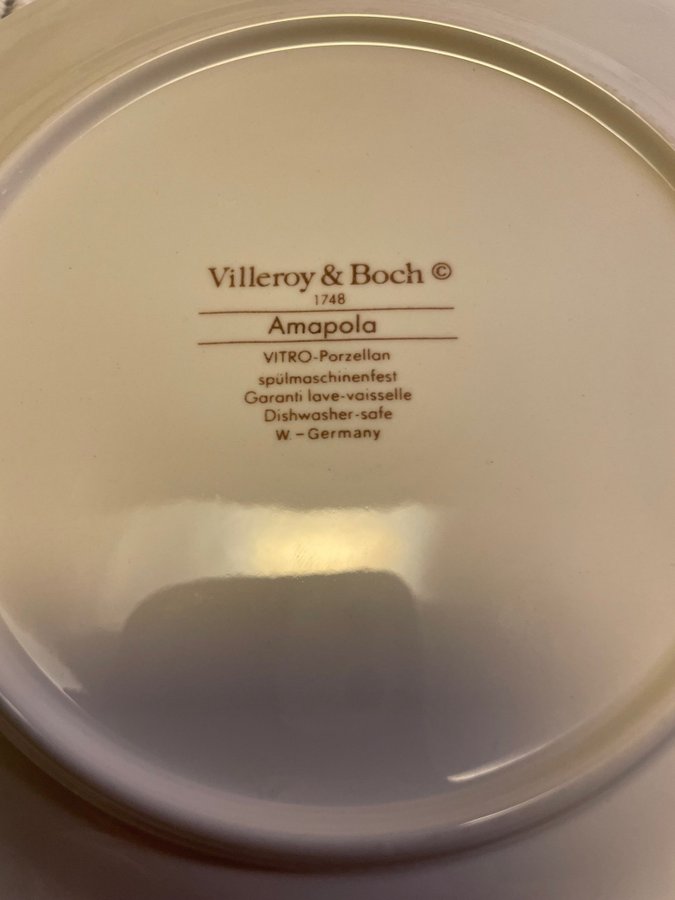 Villeroy & Boch ©
1748
Amapola
VITRO-Porzellan
spülmaschinenfest
Garanti lave-vaisselle
Dishwasher-safe
W.-Germany